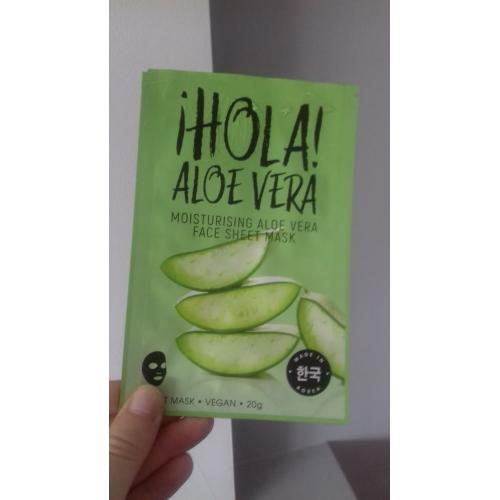 ¡HOLA!
ALOE VERA
MOISTURISING ALOE VERA
FACE SHEET MASK
MADE IN
한국
KOREA
MASK • VEGAN • 20g